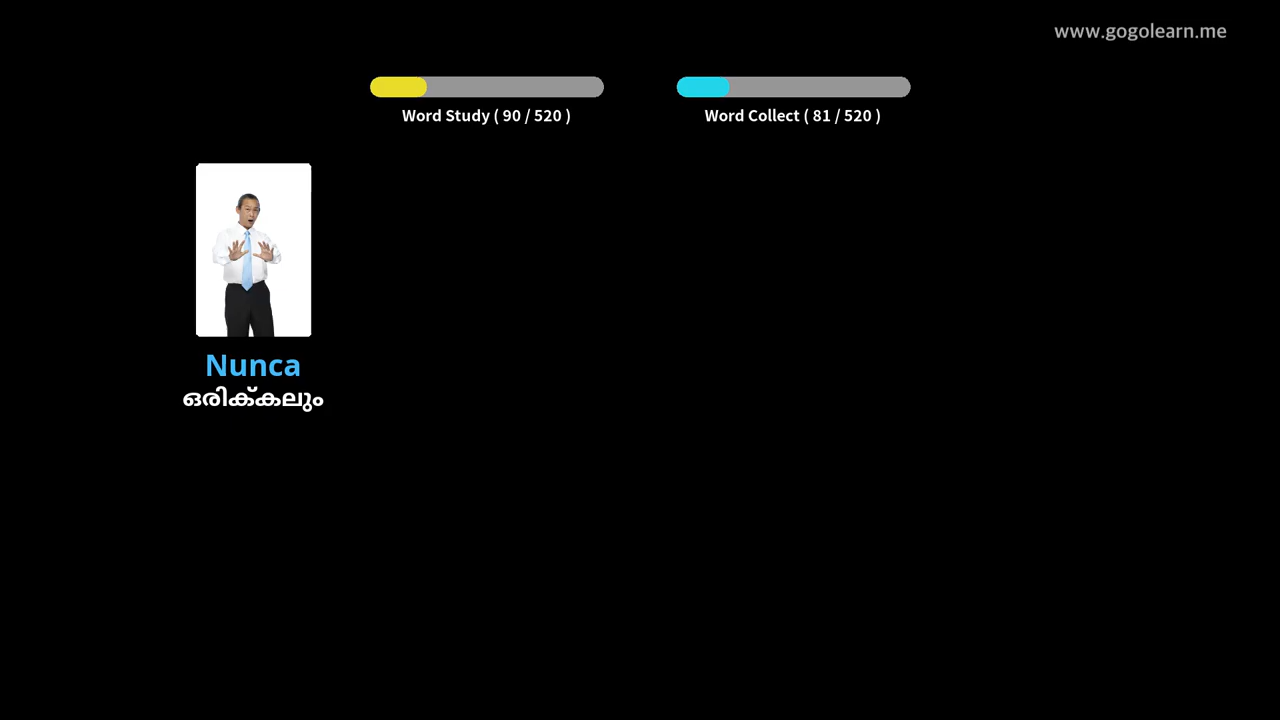 www.gogolearn.me
Word Study ( 90 / 520 )
Word Collect ( 81 / 520 )
Nunca
ഒരിക്കലും